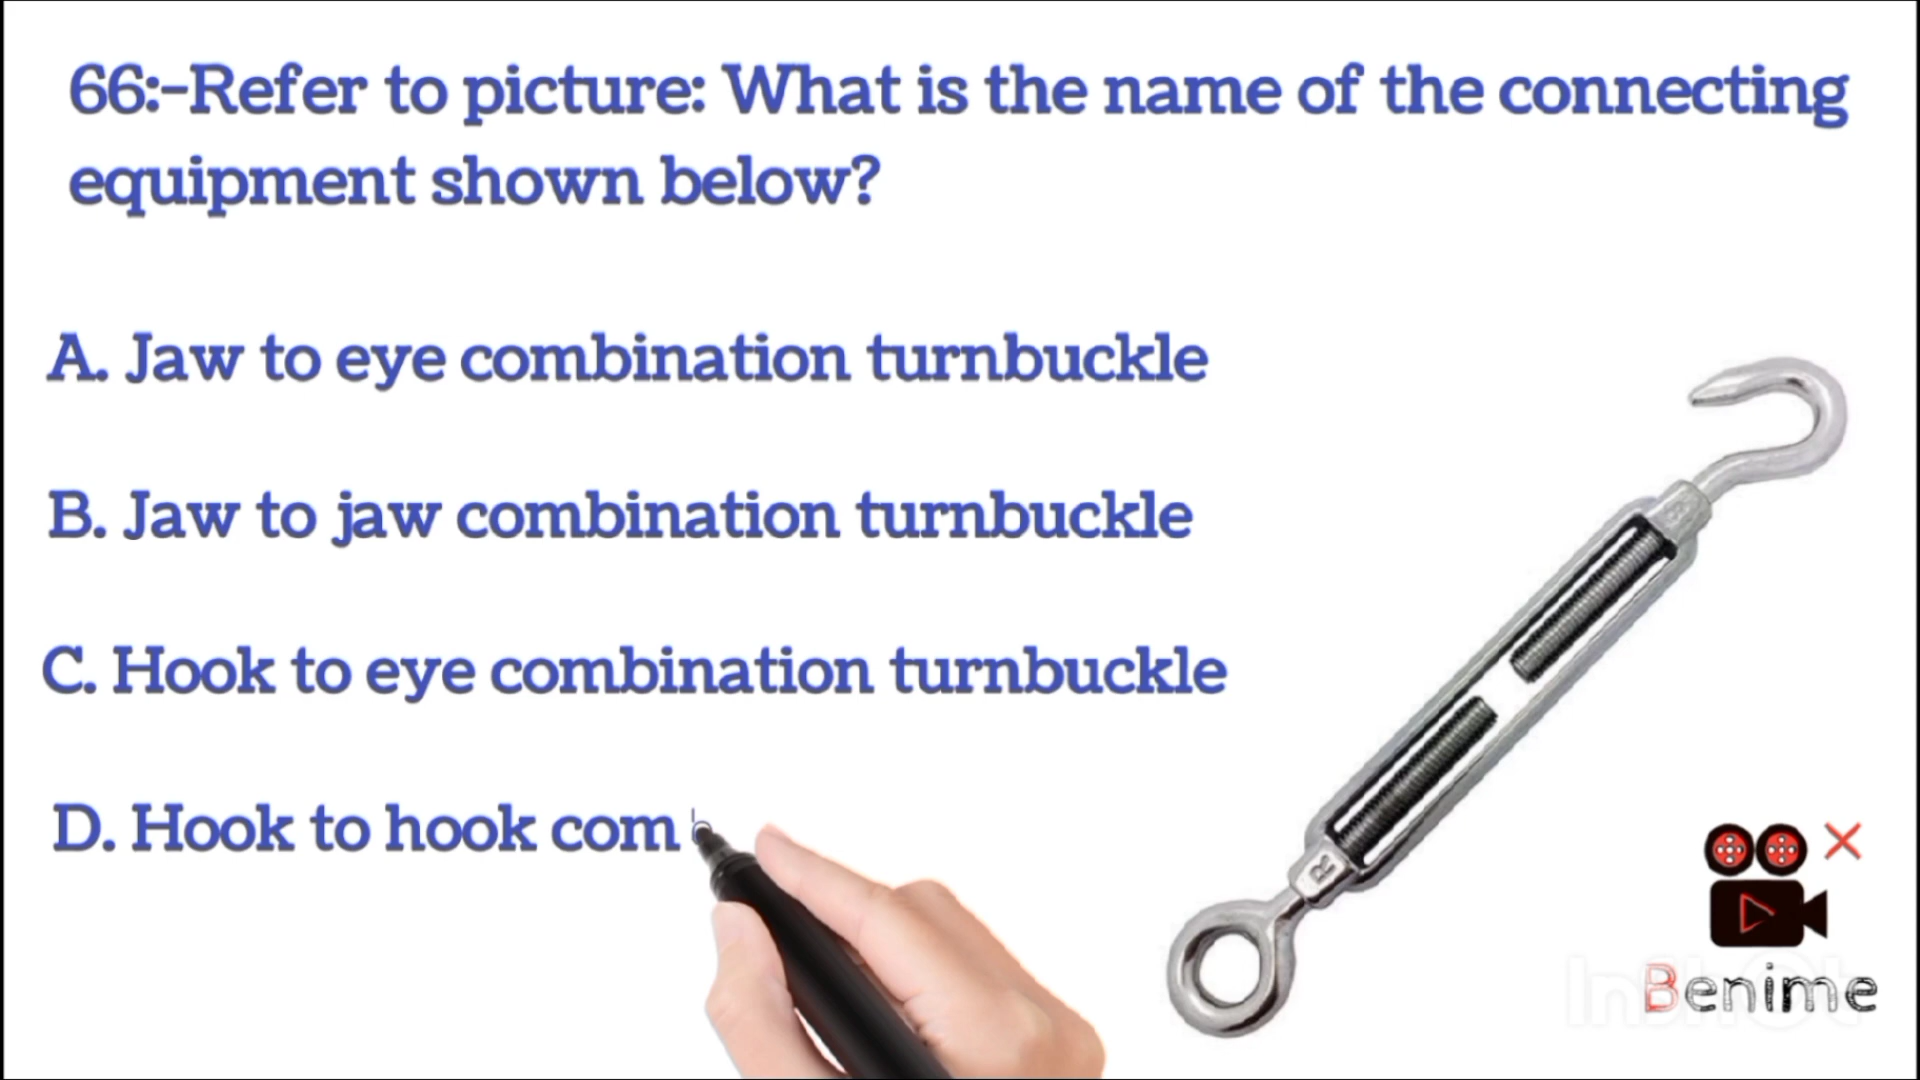 66:-Refer to picture: What is the name of the connecting
equipment shown below?
A. Jaw to eye combination turnbuckle
B. Jaw to jaw combination turnbuckle
C. Hook to eye combination turnbuckle
D. Hook to hook com
R
Benime
InShot